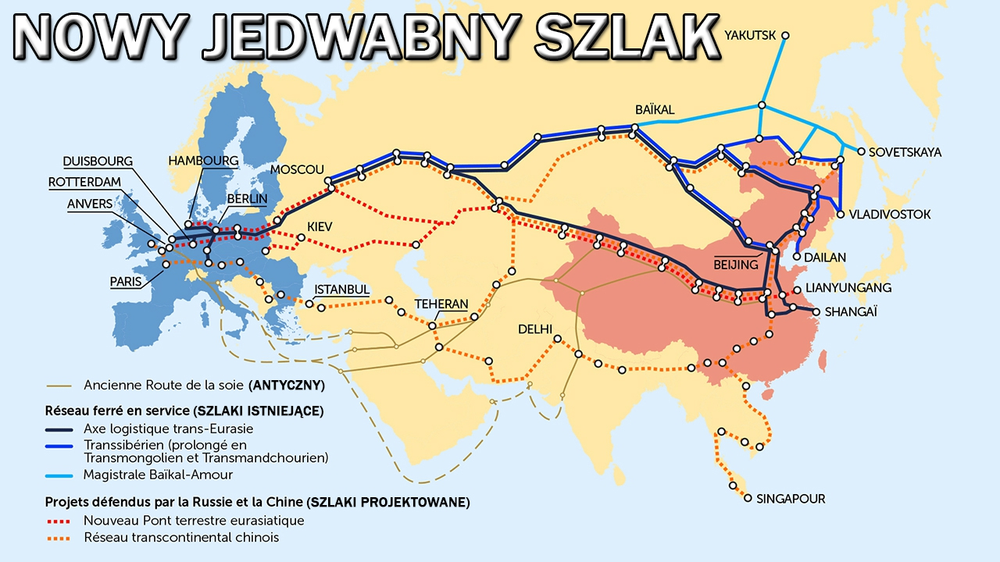 NOWY JEDWABNY SZLAK
YAKUTSK
BAÏKAL
SOVETSKAYA
DUISBOURG
HAMBOURG
MOSCOU
ROTTERDAM
ANVERS
BERLIN
KIEV
VLADIVOSTOK
DAILAN
BEIJING
PARIS
ISTANBUL
LIANYUNGANG
TEHERAN
SHANGAÏ
DELHI
SINGAPOUR
Ancienne Route de la soie (ANTYCZNY)
Réseau ferré en service (SZLAKI ISTNIEJĄCE)
Axe logistique trans-Eurasie
Transsibérien (prolongé en
Transmongolien et Transmandchourien)
Magistrale Baïkal-Amour
Projets défendus par la Russie et la Chine (SZLAKI PROJEKTOWANE)
Nouveau Pont terrestre eurasiatique
Réseau transcontinental chinois